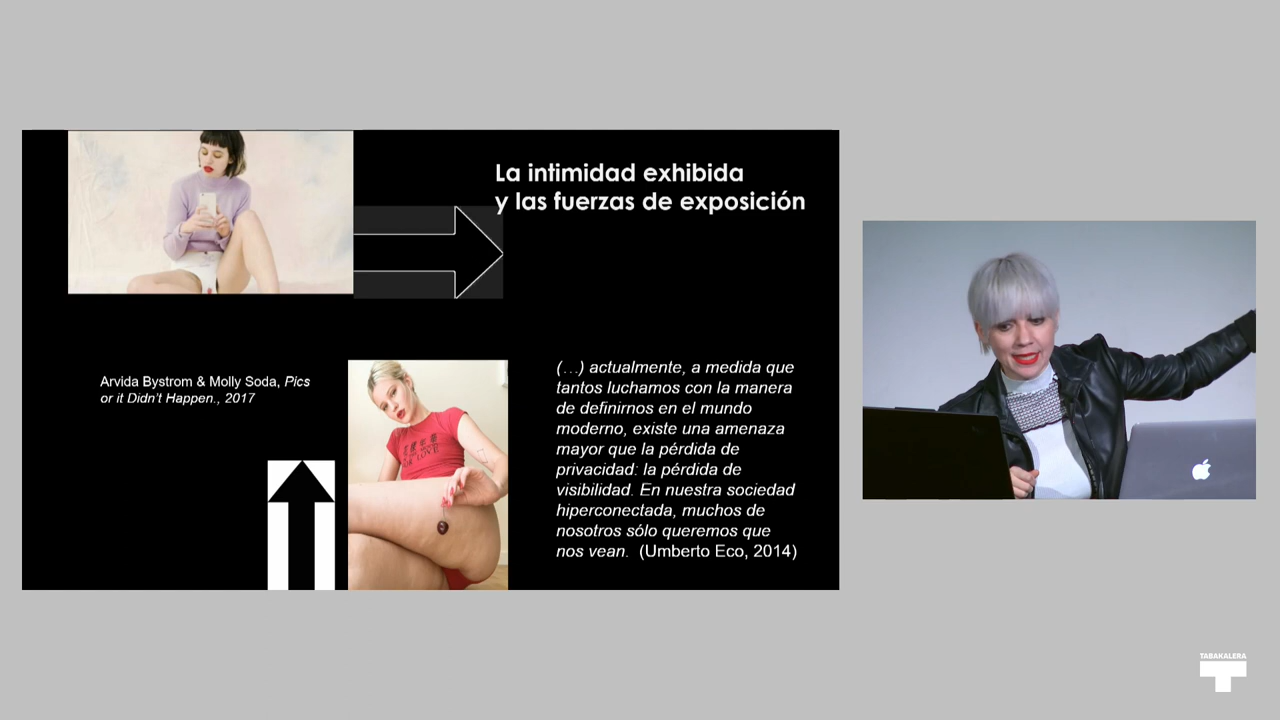 La intimidad exhibida
y las fuerzas de exposición
Arvida Bystrom & Molly Soda, Pics
or it Didn't Happen., 2017
(…) actualmente, a medida que
tantos luchamos con la manera
de definirnos en el mundo
moderno, existe una amenaza
mayor que la pérdida de
privacidad: la pérdida de
visibilidad. En nuestra sociedad
hiperconectada, muchos de
nosotros sólo queremos que
nos vean. (Umberto Eco, 2014)
TABAKALERA